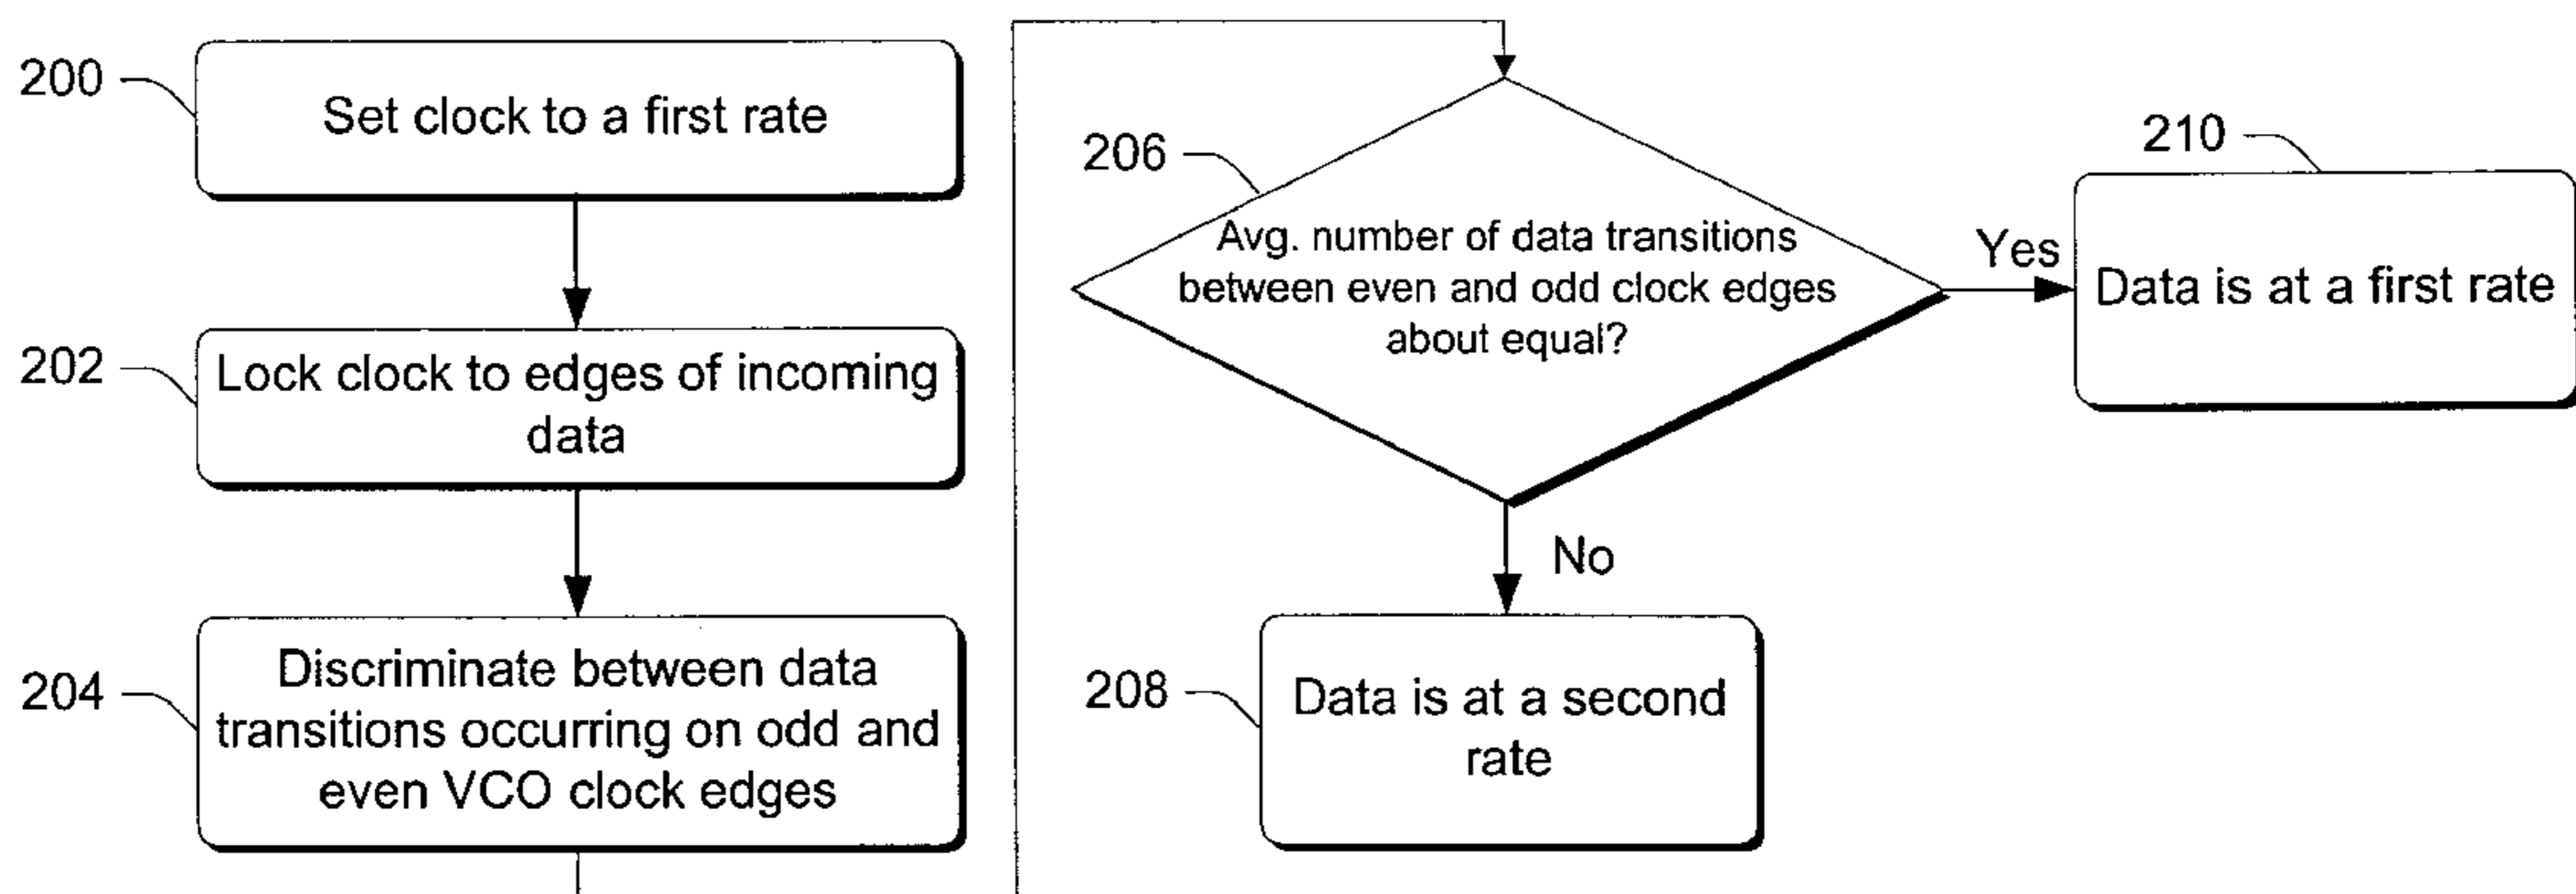 200
Set clock to a first rate
202
Lock clock to edges of incoming
data
204
Discriminate between data
transitions occurring on odd and
even VCO clock edges
206
Avg. number of data transitions
between even and odd clock edges
about equal?
Yes
210
Data is at a first rate
No
208
Data is at a second
rate